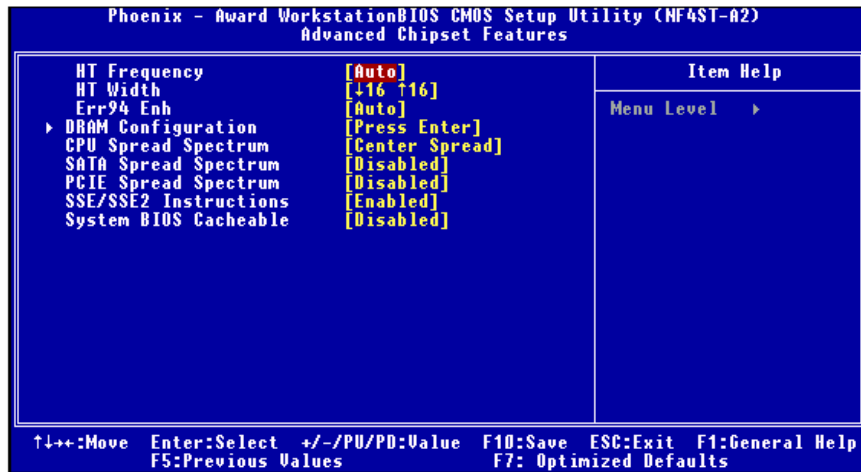 Phoenix - Award WorkstationBIOS CMOS Setup Utility (NF4ST-A2)
Advanced Chipset Features
HT Frequency [Auto]
HT Width [↓16 ↑16]
Err94 Enh [Auto]
▶ DRAM Configuration [Press Enter]
CPU Spread Spectrum [Center Spread]
SATA Spread Spectrum [Disabled]
PCIE Spread Spectrum [Disabled]
SSE/SSE2 Instructions [Enabled]
System BIOS Cacheable [Disabled]
Item Help
Menu Level ▶
↑↓→←:Move Enter:Select +/-/PU/PD:Value F10:Save ESC:Exit F1:General Help
F5:Previous Values F7: Optimized Defaults